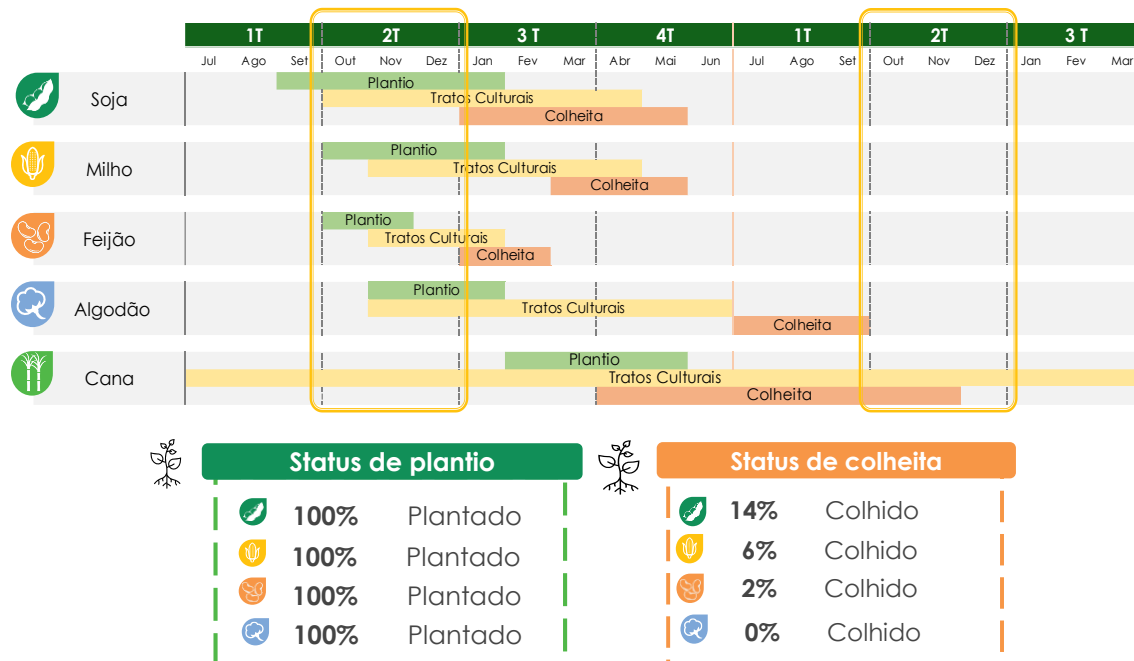 1T 2T 3 T 4T 1T 2T 3 T
Jul Ago Set Out Nov Dez Jan Fev Mar Abr Mai Jun Jul Ago Set Out Nov Dez Jan Fev Mar
Plantio
Soja Tratos Culturais
Colheita
Plantio
Milho Tratos Culturais
Colheita
Plantio
Feijão Tratos Culturais
Colheita
Plantio
Algodão Tratos Culturais
Colheita
Plantio
Cana Tratos Culturais
Colheita
Status de plantio
100% Plantado
100% Plantado
100% Plantado
100% Plantado
Status de colheita
14% Colhido
6% Colhido
2% Colhido
0% Colhido